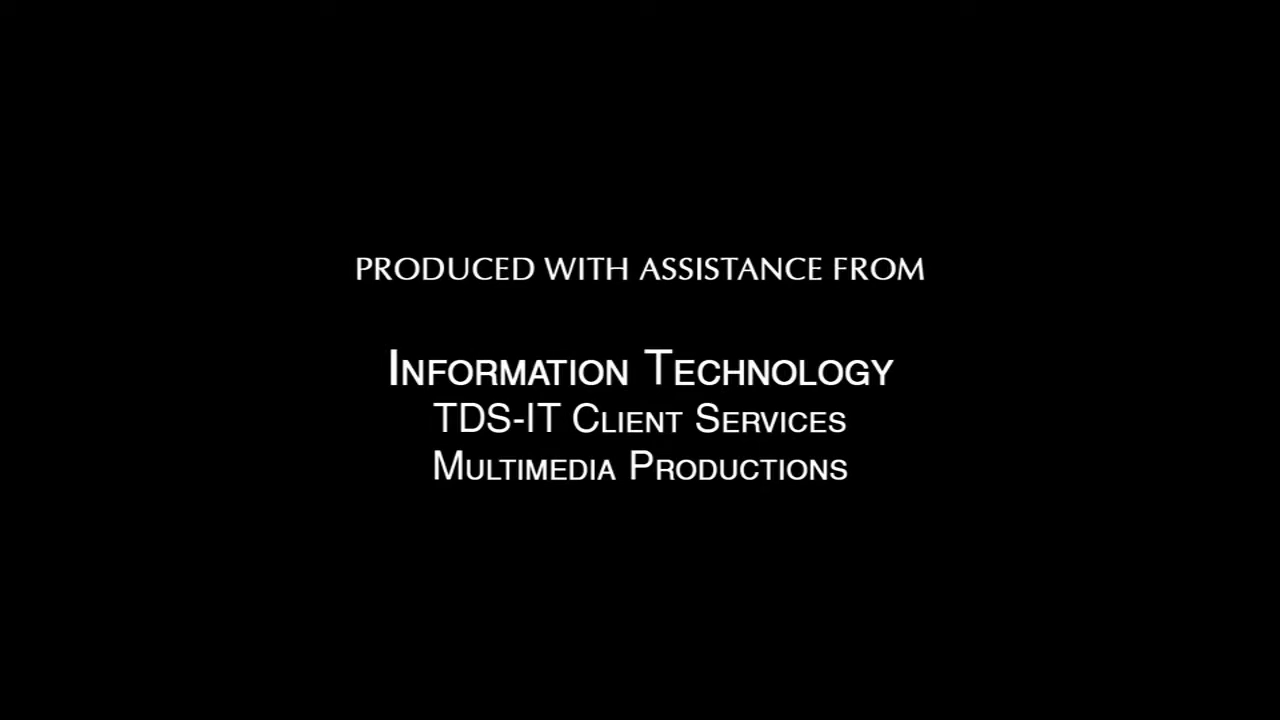 PRODUCED WITH ASSISTANCE FROM
INFORMATION TECHNOLOGY
TDS-IT CLIENT SERVICES
MULTIMEDIA PRODUCTIONS